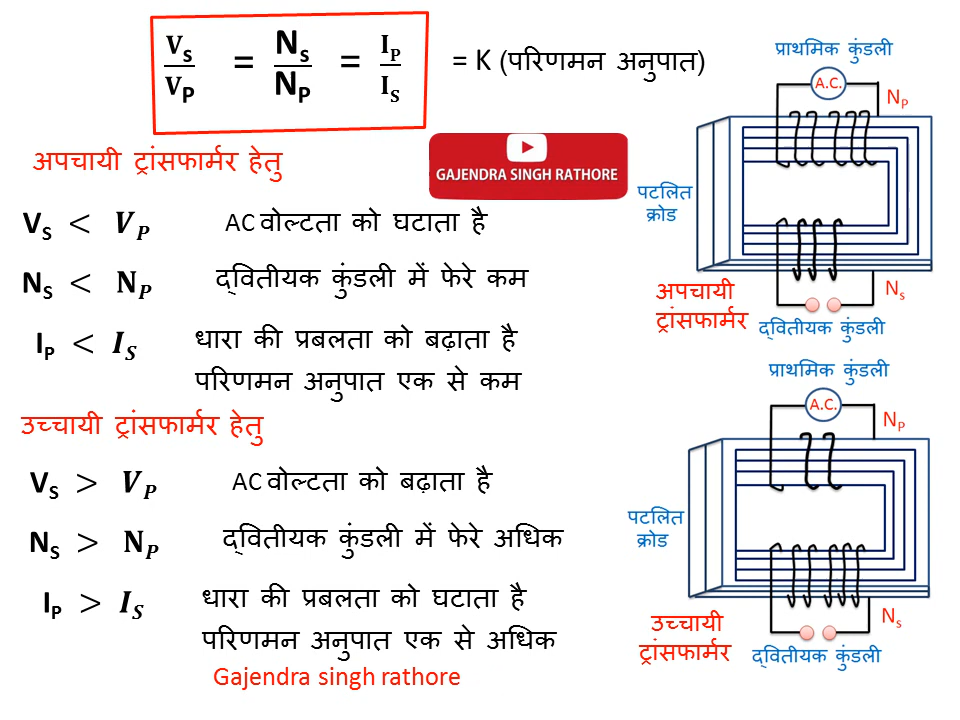 Vs/VP = Ns/NP = IP/IS = K (परिणमन अनुपात)
GAJENDRA SINGH RATHORE
अपचायी ट्रांसफार्मर हेतु
VS < VP AC वोल्टता को घटाता है
NS < NP द्वितीयक कुंडली में फेरे कम
IP < IS धारा की प्रबलता को बढ़ाता है
परिणमन अनुपात एक से कम
उच्चायी ट्रांसफार्मर हेतु
VS > VP AC वोल्टता को बढ़ाता है
NS > NP द्वितीयक कुंडली में फेरे अधिक
IP > IS धारा की प्रबलता को घटाता है
परिणमन अनुपात एक से अधिक
Gajendra singh rathore
प्राथमिक कुंडली
A.C.
NP
पटलित
क्रोड
अपचायी
ट्रांसफार्मर
Ns
द्वितीयक कुंडली
प्राथमिक कुंडली
A.C.
NP
पटलित
क्रोड
उच्चायी
ट्रांसफार्मर
Ns
द्वितीयक कुंडली